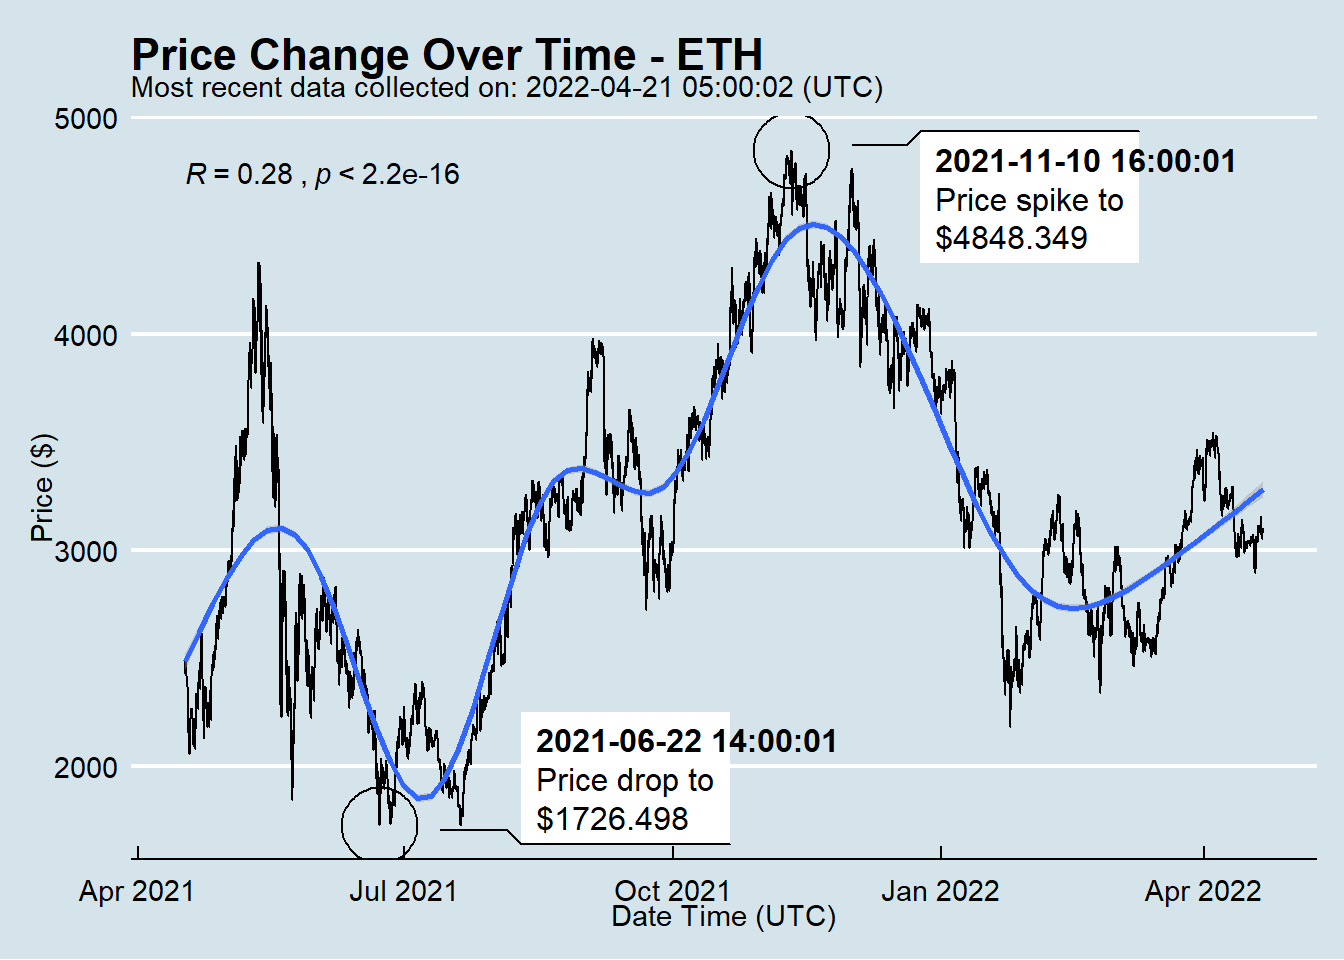 Price Change Over Time - ETH
Most recent data collected on: 2022-04-21 05:00:02 (UTC)
R = 0.28 , p < 2.2e-16
2021-11-10 16:00:01
Price spike to
$4848.349
2021-06-22 14:00:01
Price drop to
$1726.498
Price ($)
5000
4000
3000
2000
Apr 2021
Jul 2021
Oct 2021
Jan 2022
Apr 2022
Date Time (UTC)